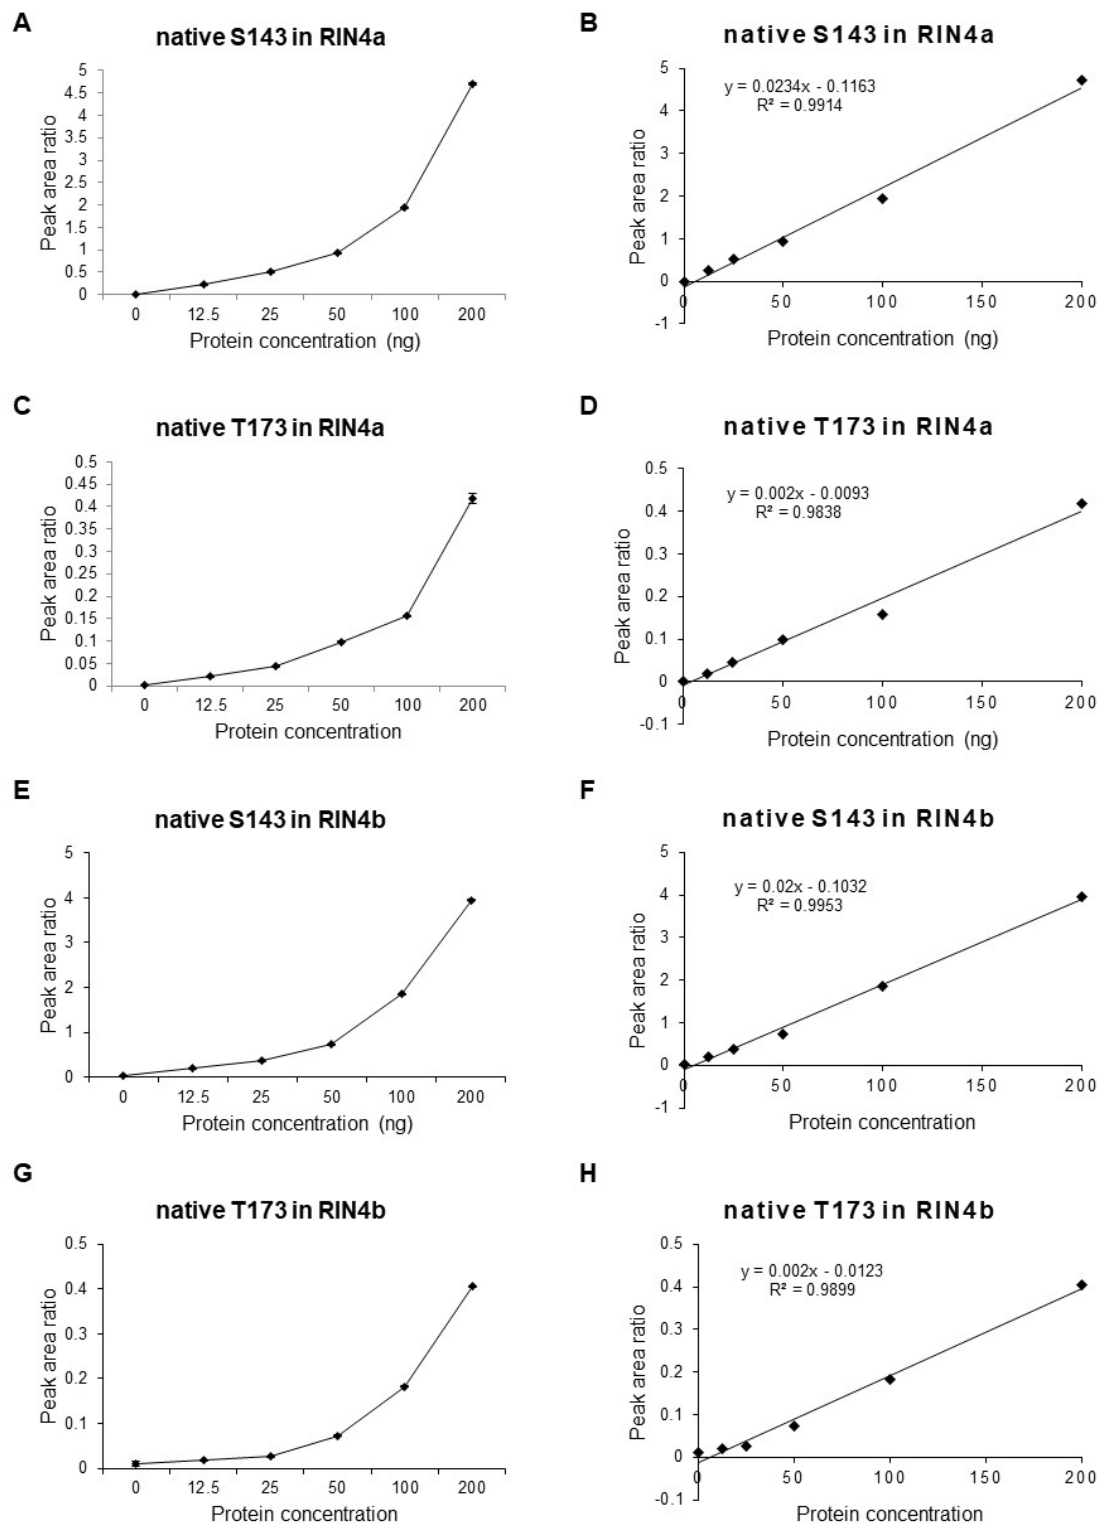 A
native S143 in RIN4a
5
4.5
4
3.5
3
2.5
2
1.5
1
0.5
0
Peak area ratio
0 12.5 25 50 100 200
Protein concentration (ng)
B
native S143 in RIN4a
y = 0.0234x - 0.1163
R² = 0.9914
5
4
3
2
1
0
-1
Peak area ratio
0 50 100 150 200
Protein concentration (ng)
C
native T173 in RIN4a
0.5
0.45
0.4
0.35
0.3
0.25
0.2
0.15
0.1
0.05
0
Peak area ratio
0 12.5 25 50 100 200
Protein concentration
D
native T173 in RIN4a
y = 0.002x - 0.0093
R² = 0.9838
0.5
0.4
0.3
0.2
0.1
0
-0.1
Peak area ratio
0 50 100 150 200
Protein concentration (ng)
E
native S143 in RIN4b
5
4
3
2
1
0
Peak area ratio
0 12.5 25 50 100 200
Protein concentration (ng)
F
native S143 in RIN4b
y = 0.02x - 0.1032
R² = 0.9953
5
4
3
2
1
0
-1
Peak area ratio
0 50 100 150 200
Protein concentration
G
native T173 in RIN4b
0.5
0.4
0.3
0.2
0.1
0
Peak area ratio
0 12.5 25 50 100 200
Protein concentration
H
native T173 in RIN4b
y = 0.002x - 0.0123
R² = 0.9899
0.5
0.4
0.3
0.2
0.1
0
-0.1
Peak area ratio
0 50 100 150 200
Protein concentration